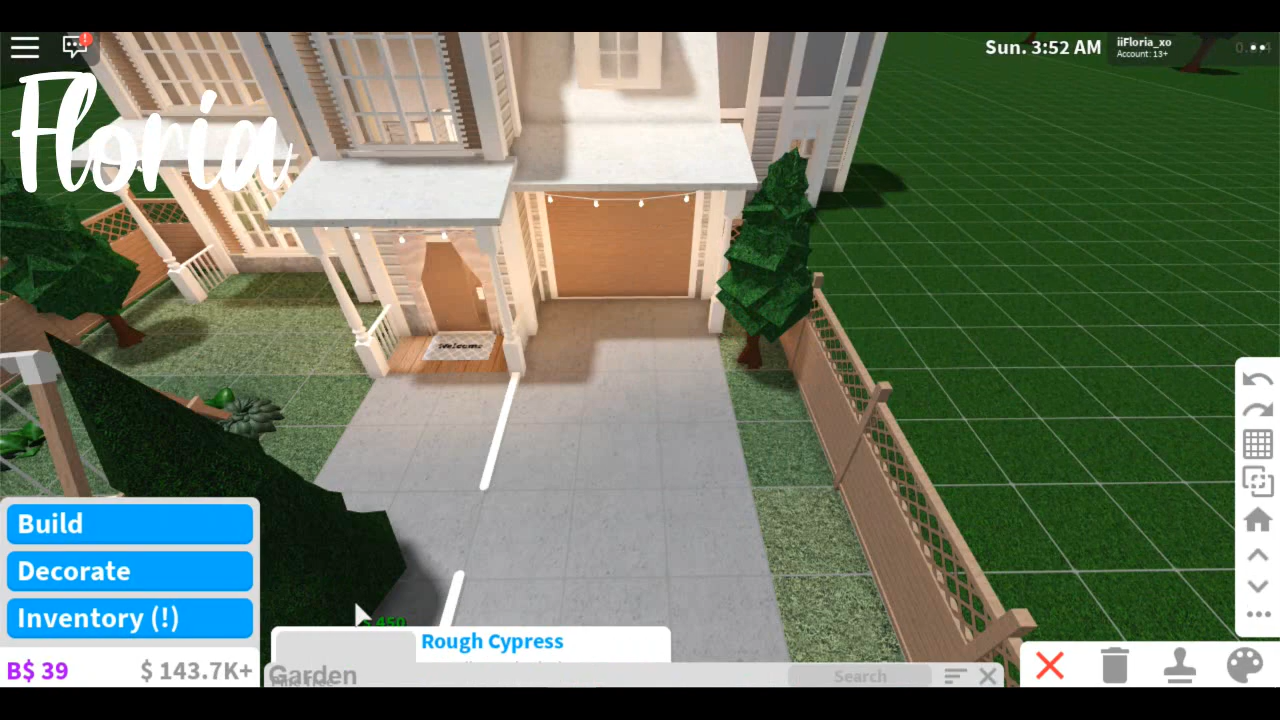 Sun. 3:52 AM
iiFloria_xo
Account: 13+
Floria
Welcome
Build
Decorate
Inventory (!)
$ 450
Rough Cypress
B$ 39
$ 143.7K+
Garden
Search